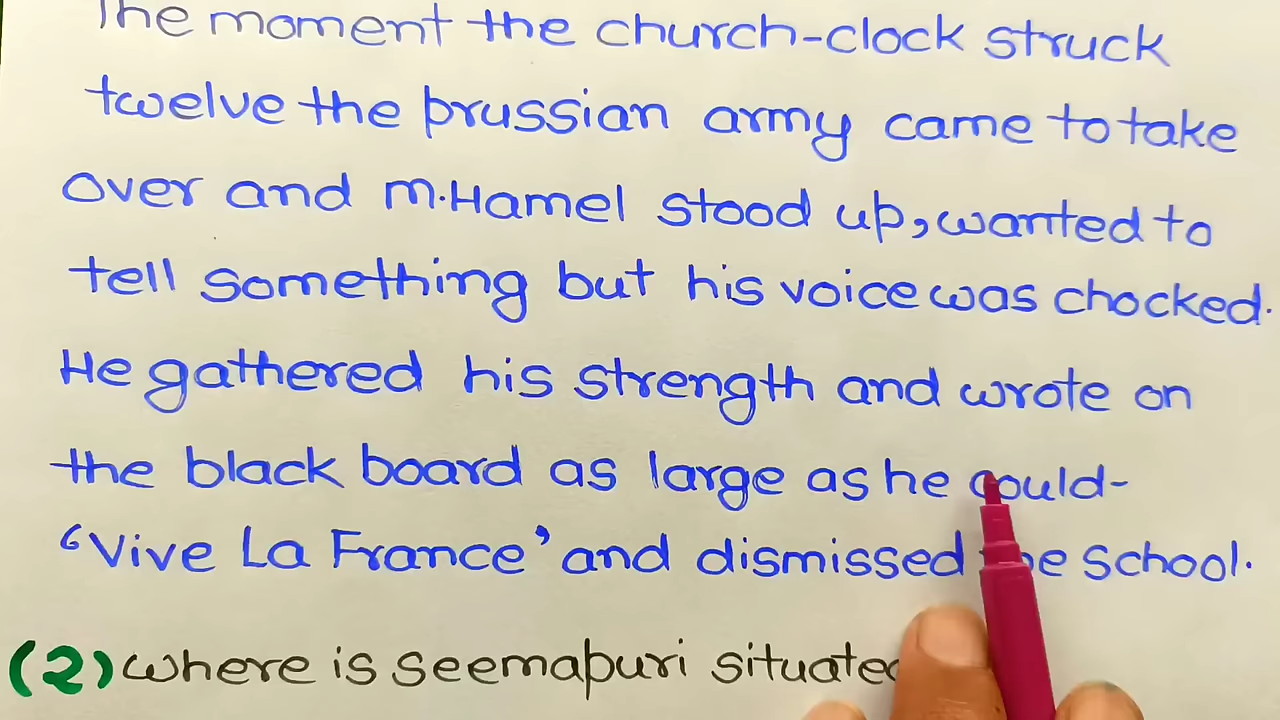 The moment the church-clock struck
twelve the prussian army came to take
over and M.Hamel stood up, wanted to
tell something but his voice was chocked.
He gathered his strength and wrote on
the black board as large as he could-
'Vive La France' and dismissed the school.
(2) where is seemapuri situated